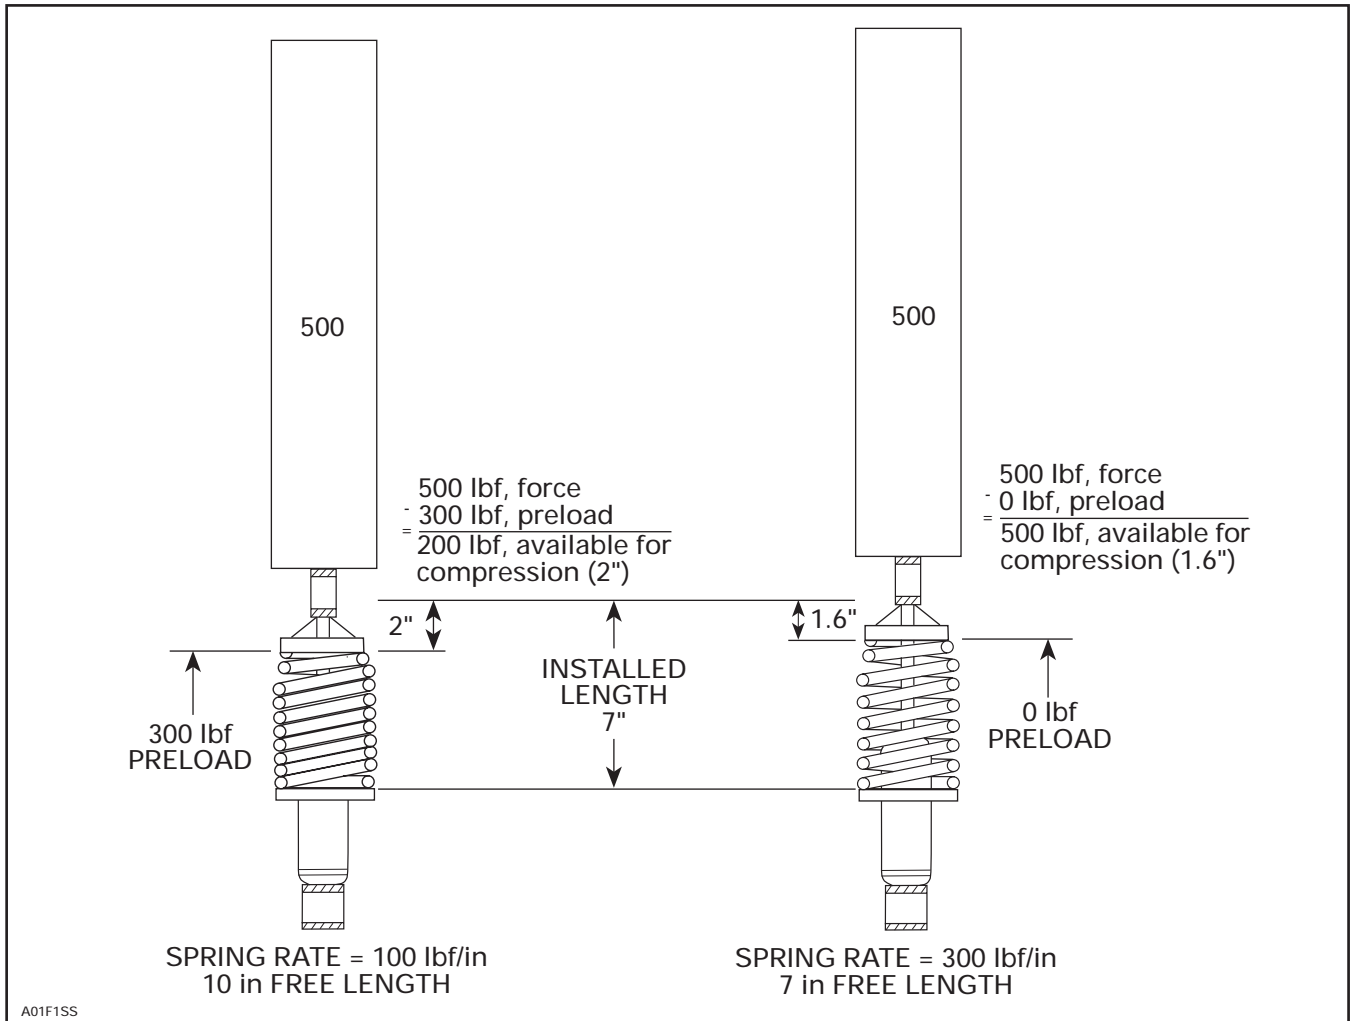 500
500
500 lbf, force
- 300 lbf, preload
= 200 lbf, available for
compression (2")
500 lbf, force
- 0 lbf, preload
= 500 lbf, available for
compression (1.6")
2"
1.6"
INSTALLED
LENGTH
7"
300 lbf
PRELOAD
0 lbf
PRELOAD
SPRING RATE = 100 lbf/in
10 in FREE LENGTH
SPRING RATE = 300 lbf/in
7 in FREE LENGTH
A01F1SS